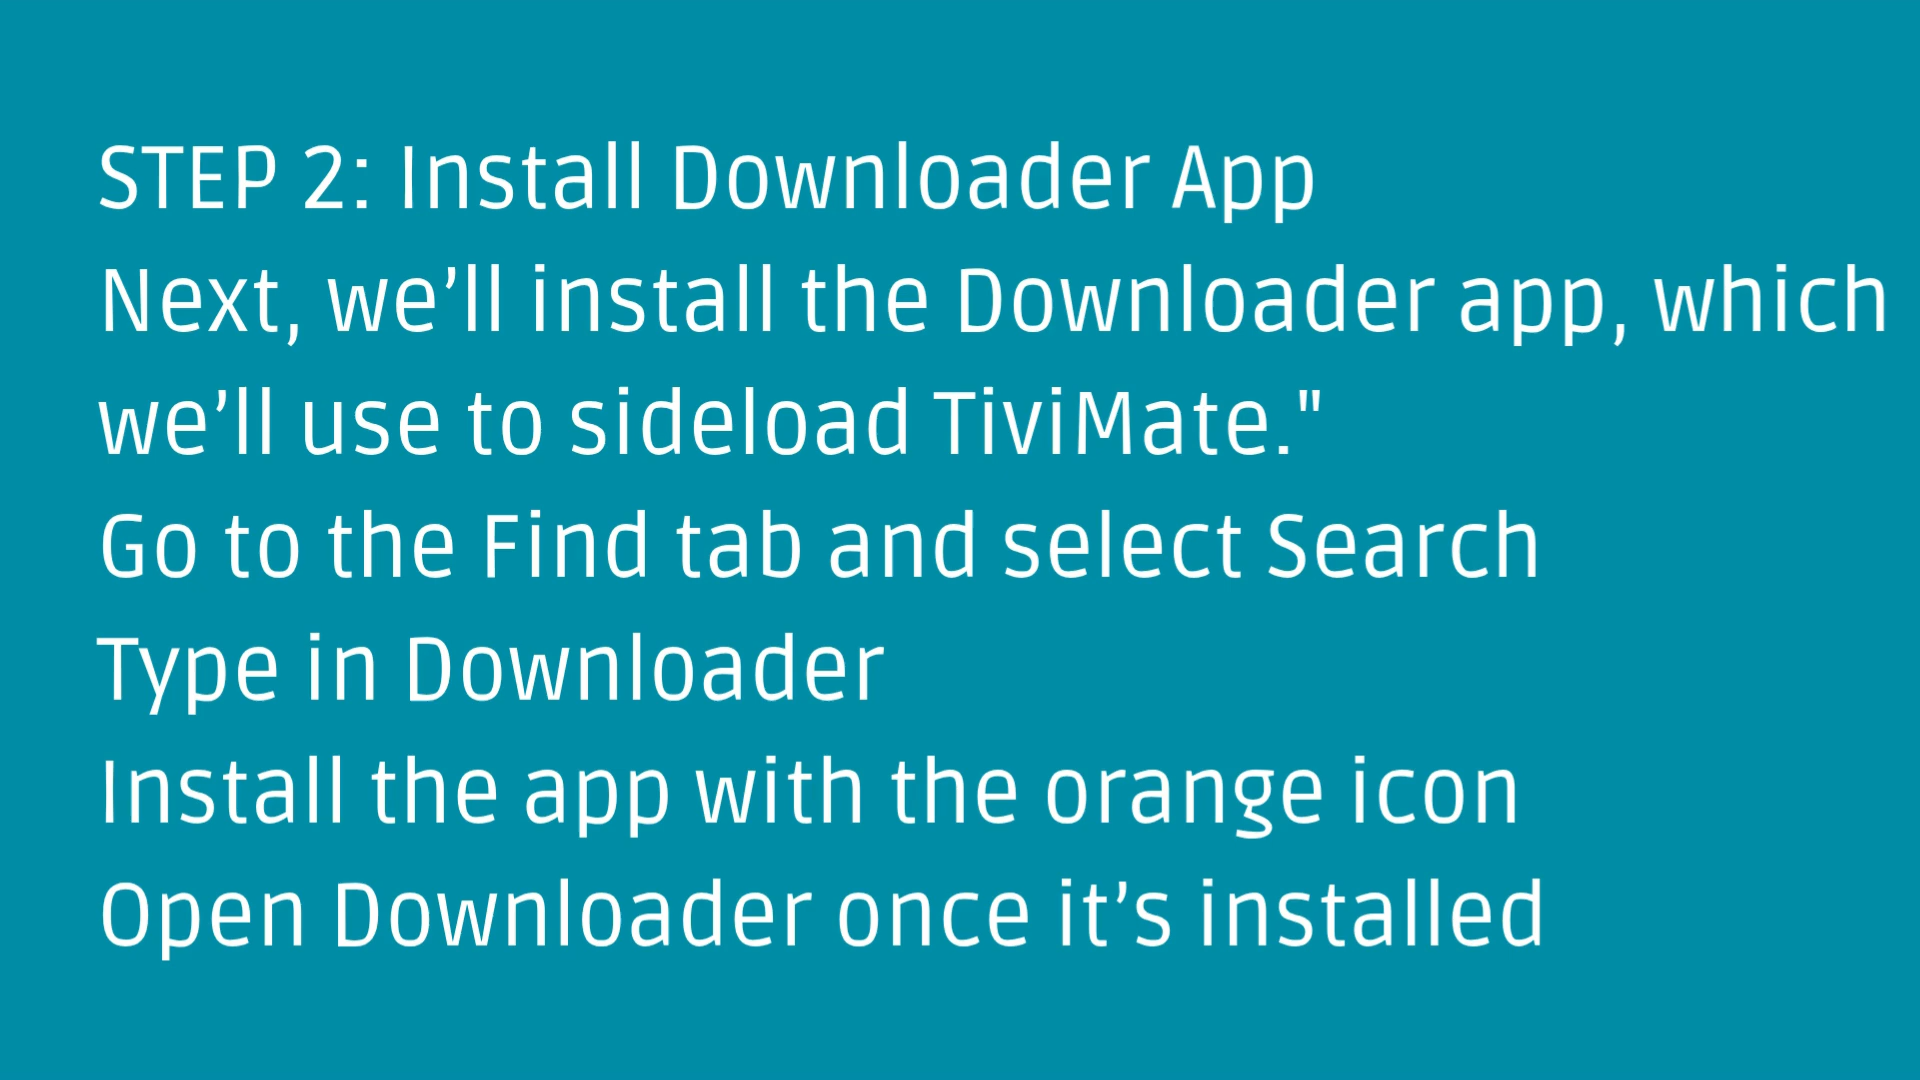 STEP 2: Install Downloader App
Next, we’ll install the Downloader app, which
we’ll use to sideload TiviMate."
Go to the Find tab and select Search
Type in Downloader
Install the app with the orange icon
Open Downloader once it’s installed